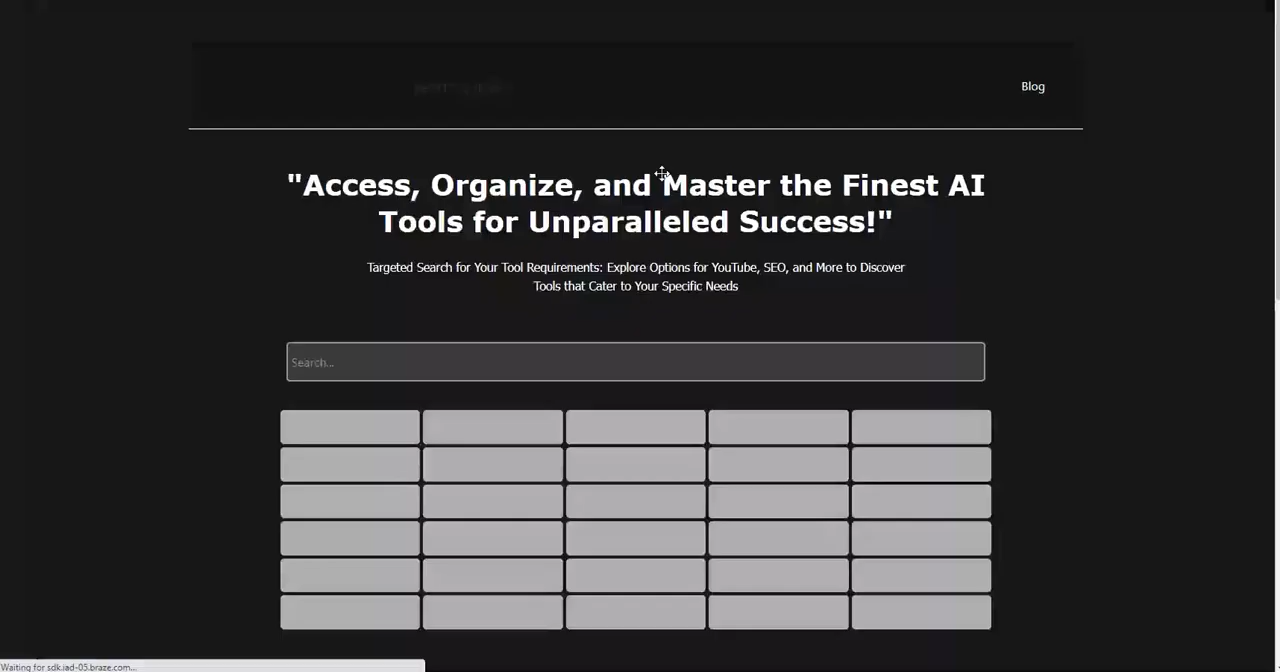 Blog
"Access, Organize, and Master the Finest AI
Tools for Unparalleled Success!"
Targeted Search for Your Tool Requirements: Explore Options for YouTube, SEO, and More to Discover
Tools that Cater to Your Specific Needs
Search...
Waiting for sdk.iad-05.braze.com...